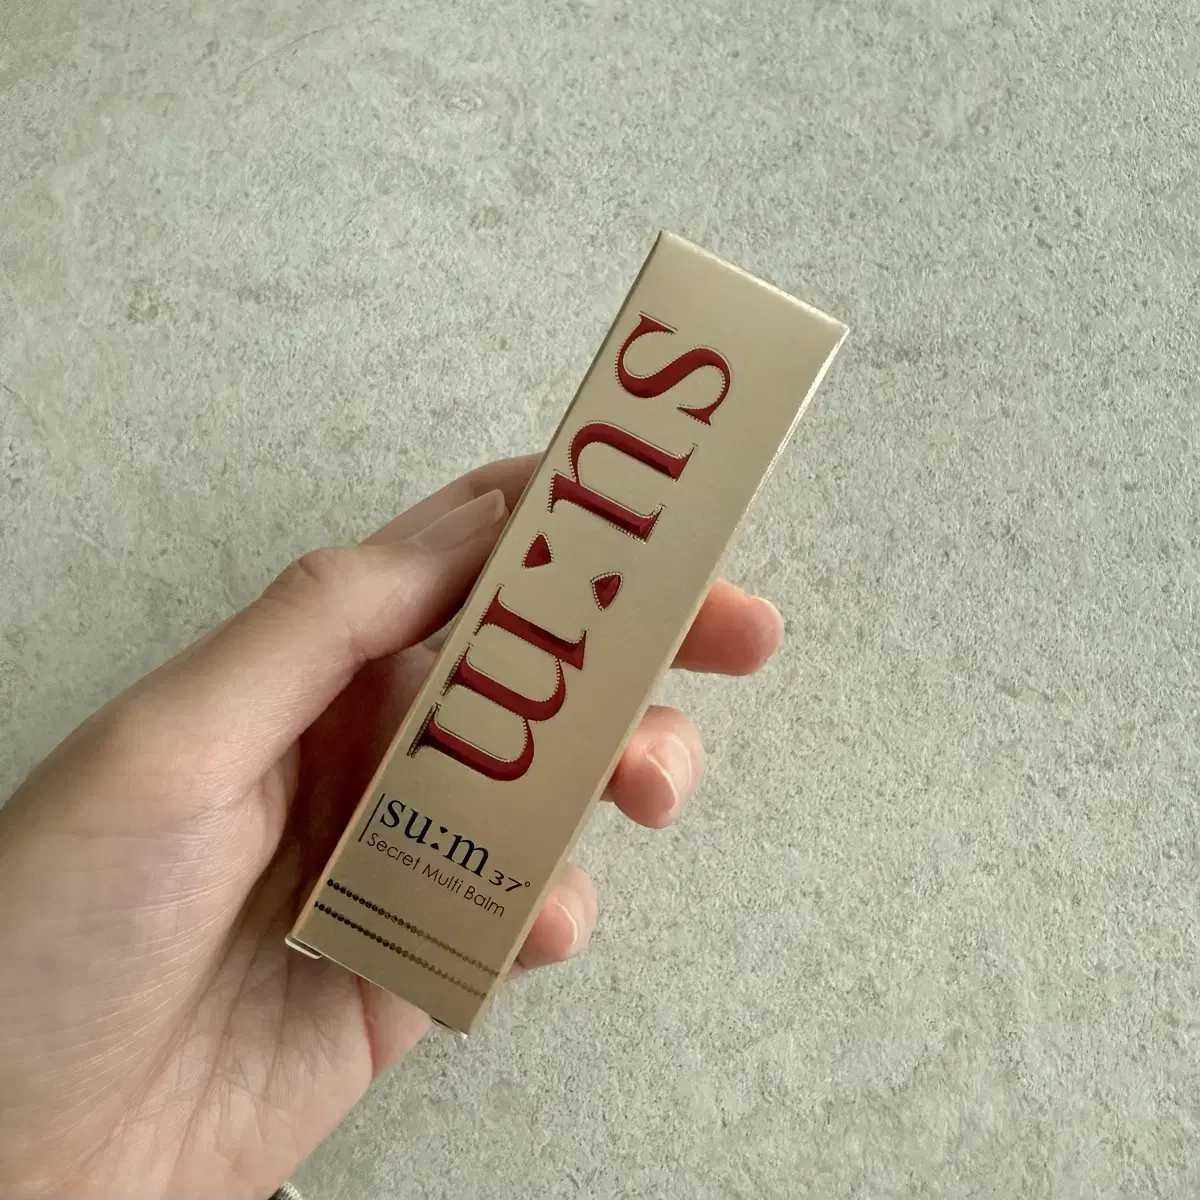 su:m
su:m37°
Secret Multi Balm